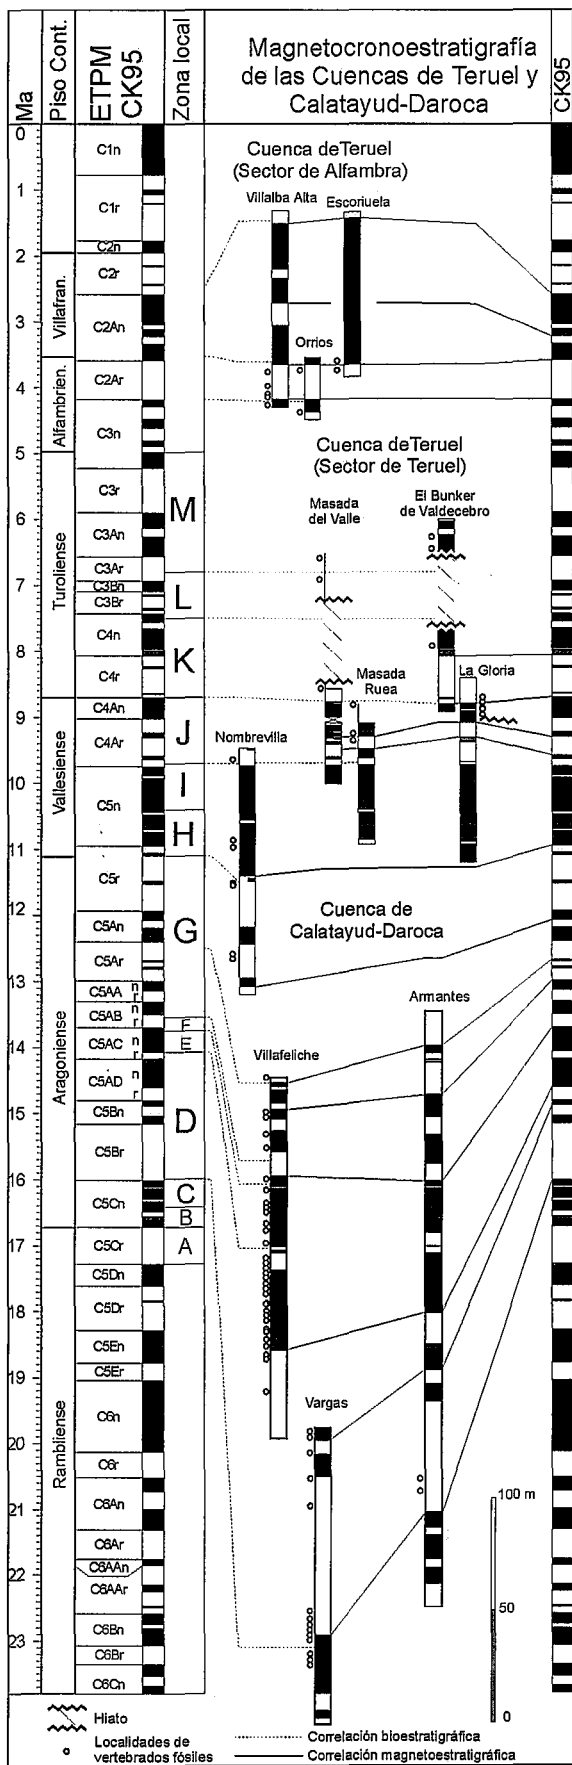 Ma
Piso Cont.
ETPM
CK95
Zona local
Magnetocronoestratigrafía
de las Cuencas de Teruel y
Calatayud-Daroca
CK95
0
1
2
3
4
5
6
7
8
9
10
11
12
13
14
15
16
17
18
19
20
21
22
23
Villafran.
Alfambrien.
Turoliense
Vallesiense
Aragoniense
Rambliense
C1n
C1r
C2n
C2r
C2An
C2Ar
C3n
C3r
C3An
C3Ar
C3Bn
C3Br
C4n
C4r
C4An
C4Ar
C5n
C5r
C5An
C5Ar
C5AA n
r
C5AB n
r
C5AC n
r
C5AD n
r
C5Bn
C5Br
C5Cn
C5Cr
C5Dn
C5Dr
C5En
C5Er
C6n
C6r
C6An
C6Ar
C6AAn
C6AAr
C6Bn
C6Br
C6Cn
M
L
K
J
I
H
G
F
E
D
C
B
A
Cuenca de Teruel
(Sector de Alfambra)
Villalba Alta
Escoriuela
Orrios
Cuenca de Teruel
(Sector de Teruel)
Masada
del Valle
El Bunker
de Valdecebro
Masada
Ruea
La Gloria
Nombrevilla
Cuenca de
Calatayud-Daroca
Armantes
Villafeliche
Vargas
100 m
50
0
Hiato
Localidades de
vertebrados fósiles
Correlación bioestratigráfica
Correlación magnetoestratigráfica